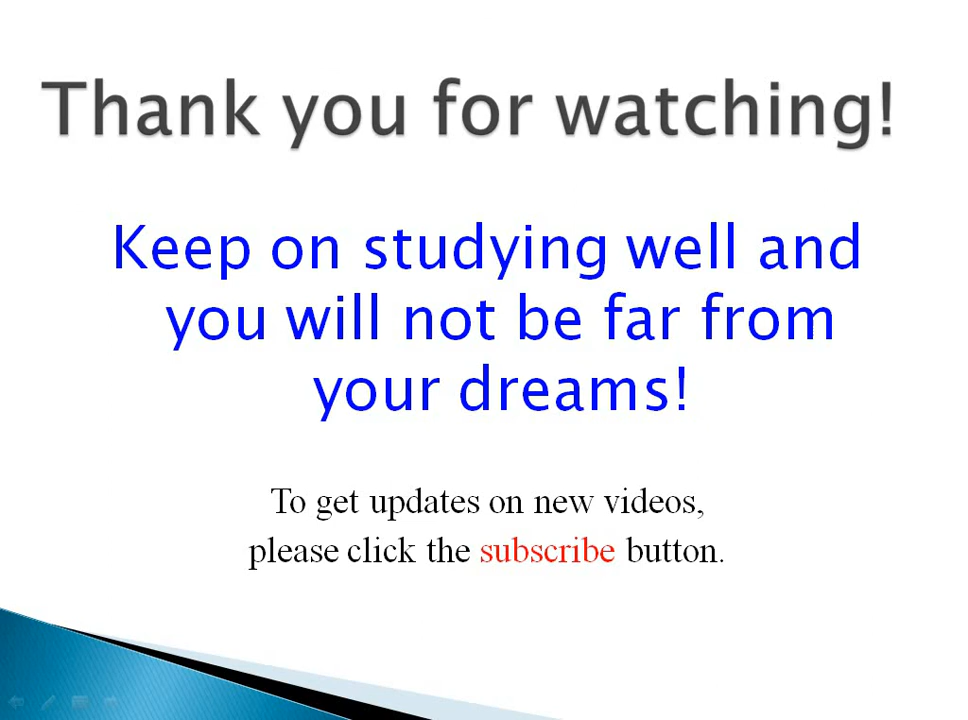 Thank you for watching!
Keep on studying well and
you will not be far from
your dreams!
To get updates on new videos,
please click the subscribe button.